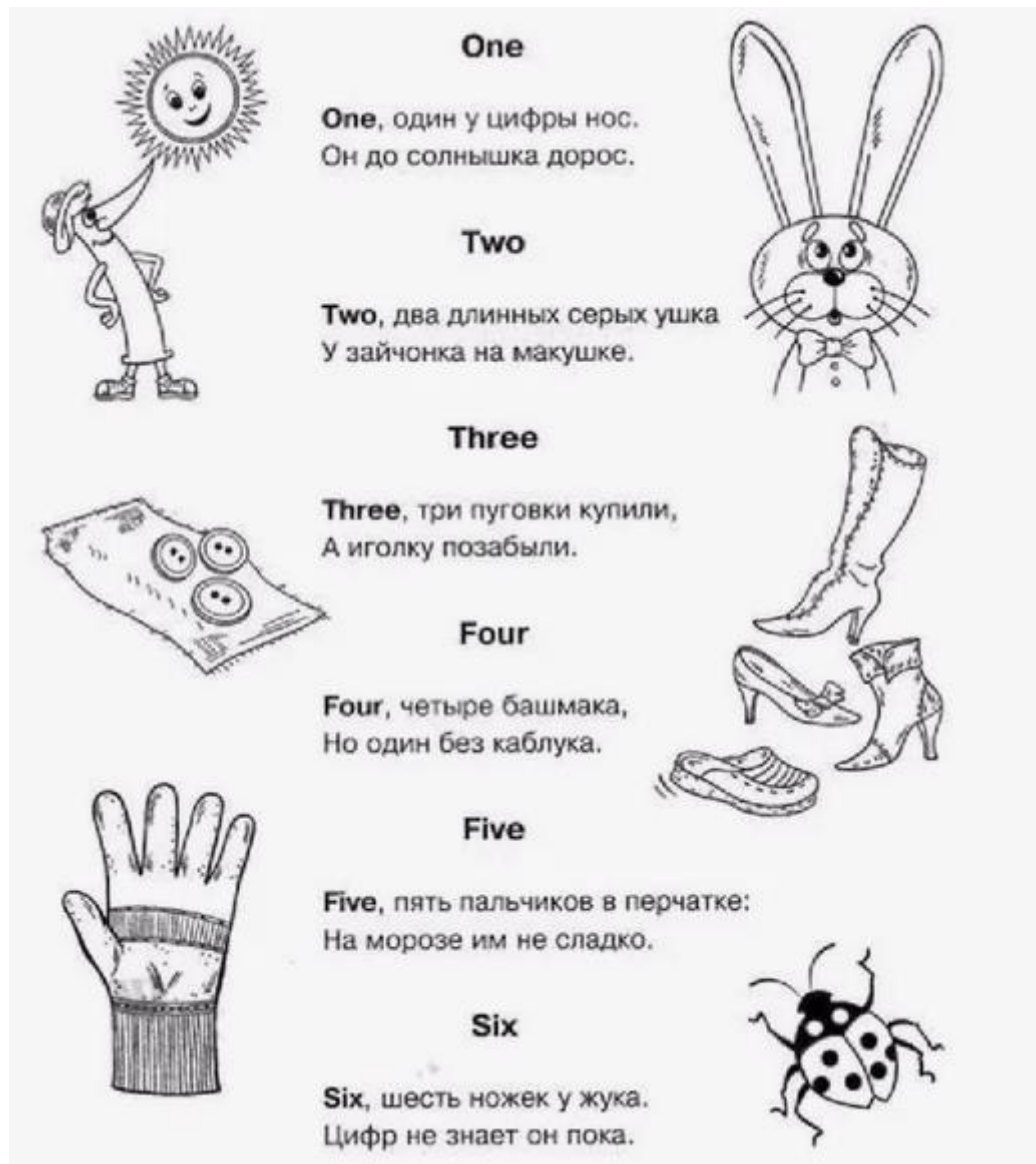 One
One, один у цифры нос.
Он до солнышка дорос.
Two
Two, два длинных серых ушка
У зайчонка на макушке.
Three
Three, три пуговки купили,
А иголку позабыли.
Four
Four, четыре башмака,
Но один без каблука.
Five
Five, пять пальчиков в перчатке:
На морозе им не сладко.
Six
Six, шесть ножек у жука.
Цифр не знает он пока.